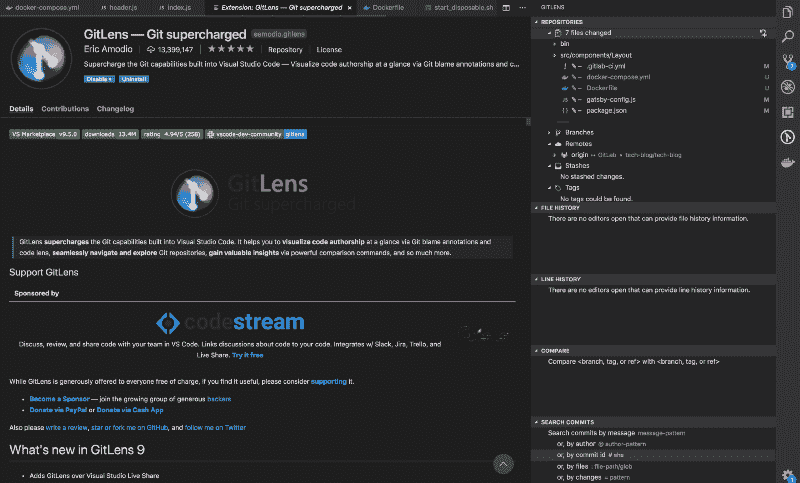 docker-compose.yml
header.js
index.js
Extension: GitLens — Git supercharged
Dockerfile
start_disposable.sh
GitLens — Git supercharged eamodio.gitlens
Eric Amodio 13,399,147 Repository License
Supercharge the Git capabilities built into Visual Studio Code — Visualize code authorship at a glance via Git blame annotations and c...
Disable Uninstall
Details Contributions Changelog
VS Marketplace v9.5.0 downloads 13.4M rating 4.94/5 (258) vscode-dev-community gitlens
GitLens
Git supercharged
GitLens supercharges the Git capabilities built into Visual Studio Code. It helps you to visualize code authorship at a glance via Git blame annotations and
code lens, seamlessly navigate and explore Git repositories, gain valuable insights via powerful comparison commands, and so much more.
Support GitLens
Sponsored by
codestream
Discuss, review, and share code with your team in VS Code. Links discussions about code to your code. Integrates w/ Slack, Jira, Trello, and
Live Share. Try it free
While GitLens is generously offered to everyone free of charge, if you find it useful, please consider supporting it.
• Become a Sponsor — join the growing group of generous backers
• Donate via PayPal or Donate via Cash App
Also please write a review, star or fork me on GitHub, and follow me on Twitter
What's new in GitLens 9
• Adds GitLens over Visual Studio Live Share
GITLENS
REPOSITORIES
7 files changed
bin
src/components/Layout
.gitlab-ci.yml M
docker-compose.yml U
Dockerfile U
gatsby-config.js M
package.json M
Branches
Remotes
origin ↔ GitLab • tech-blog/tech-blog
Stashes
No stashed changes.
Tags
No tags could be found.
FILE HISTORY
There are no editors open that can provide file history information.
LINE HISTORY
There are no editors open that can provide line history information.
COMPARE
Compare <branch, tag, or ref> with <branch, tag, or ref>
SEARCH COMMITS
Search commits by message message-pattern
or, by author @ author-pattern
or, by commit id # sha
or, by files : file-path/glob
or, by changes = pattern